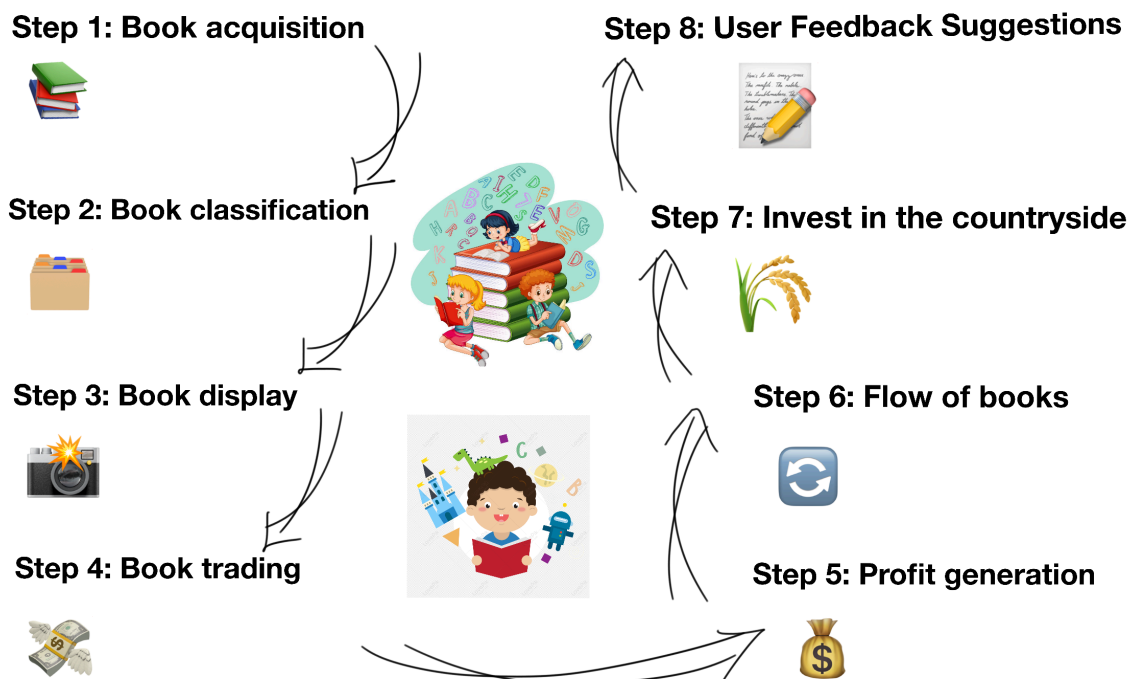 Step 1: Book acquisition
Step 2: Book classification
Step 3: Book display
Step 4: Book trading
Step 5: Profit generation
Step 6: Flow of books
Step 7: Invest in the countryside
Step 8: User Feedback Suggestions